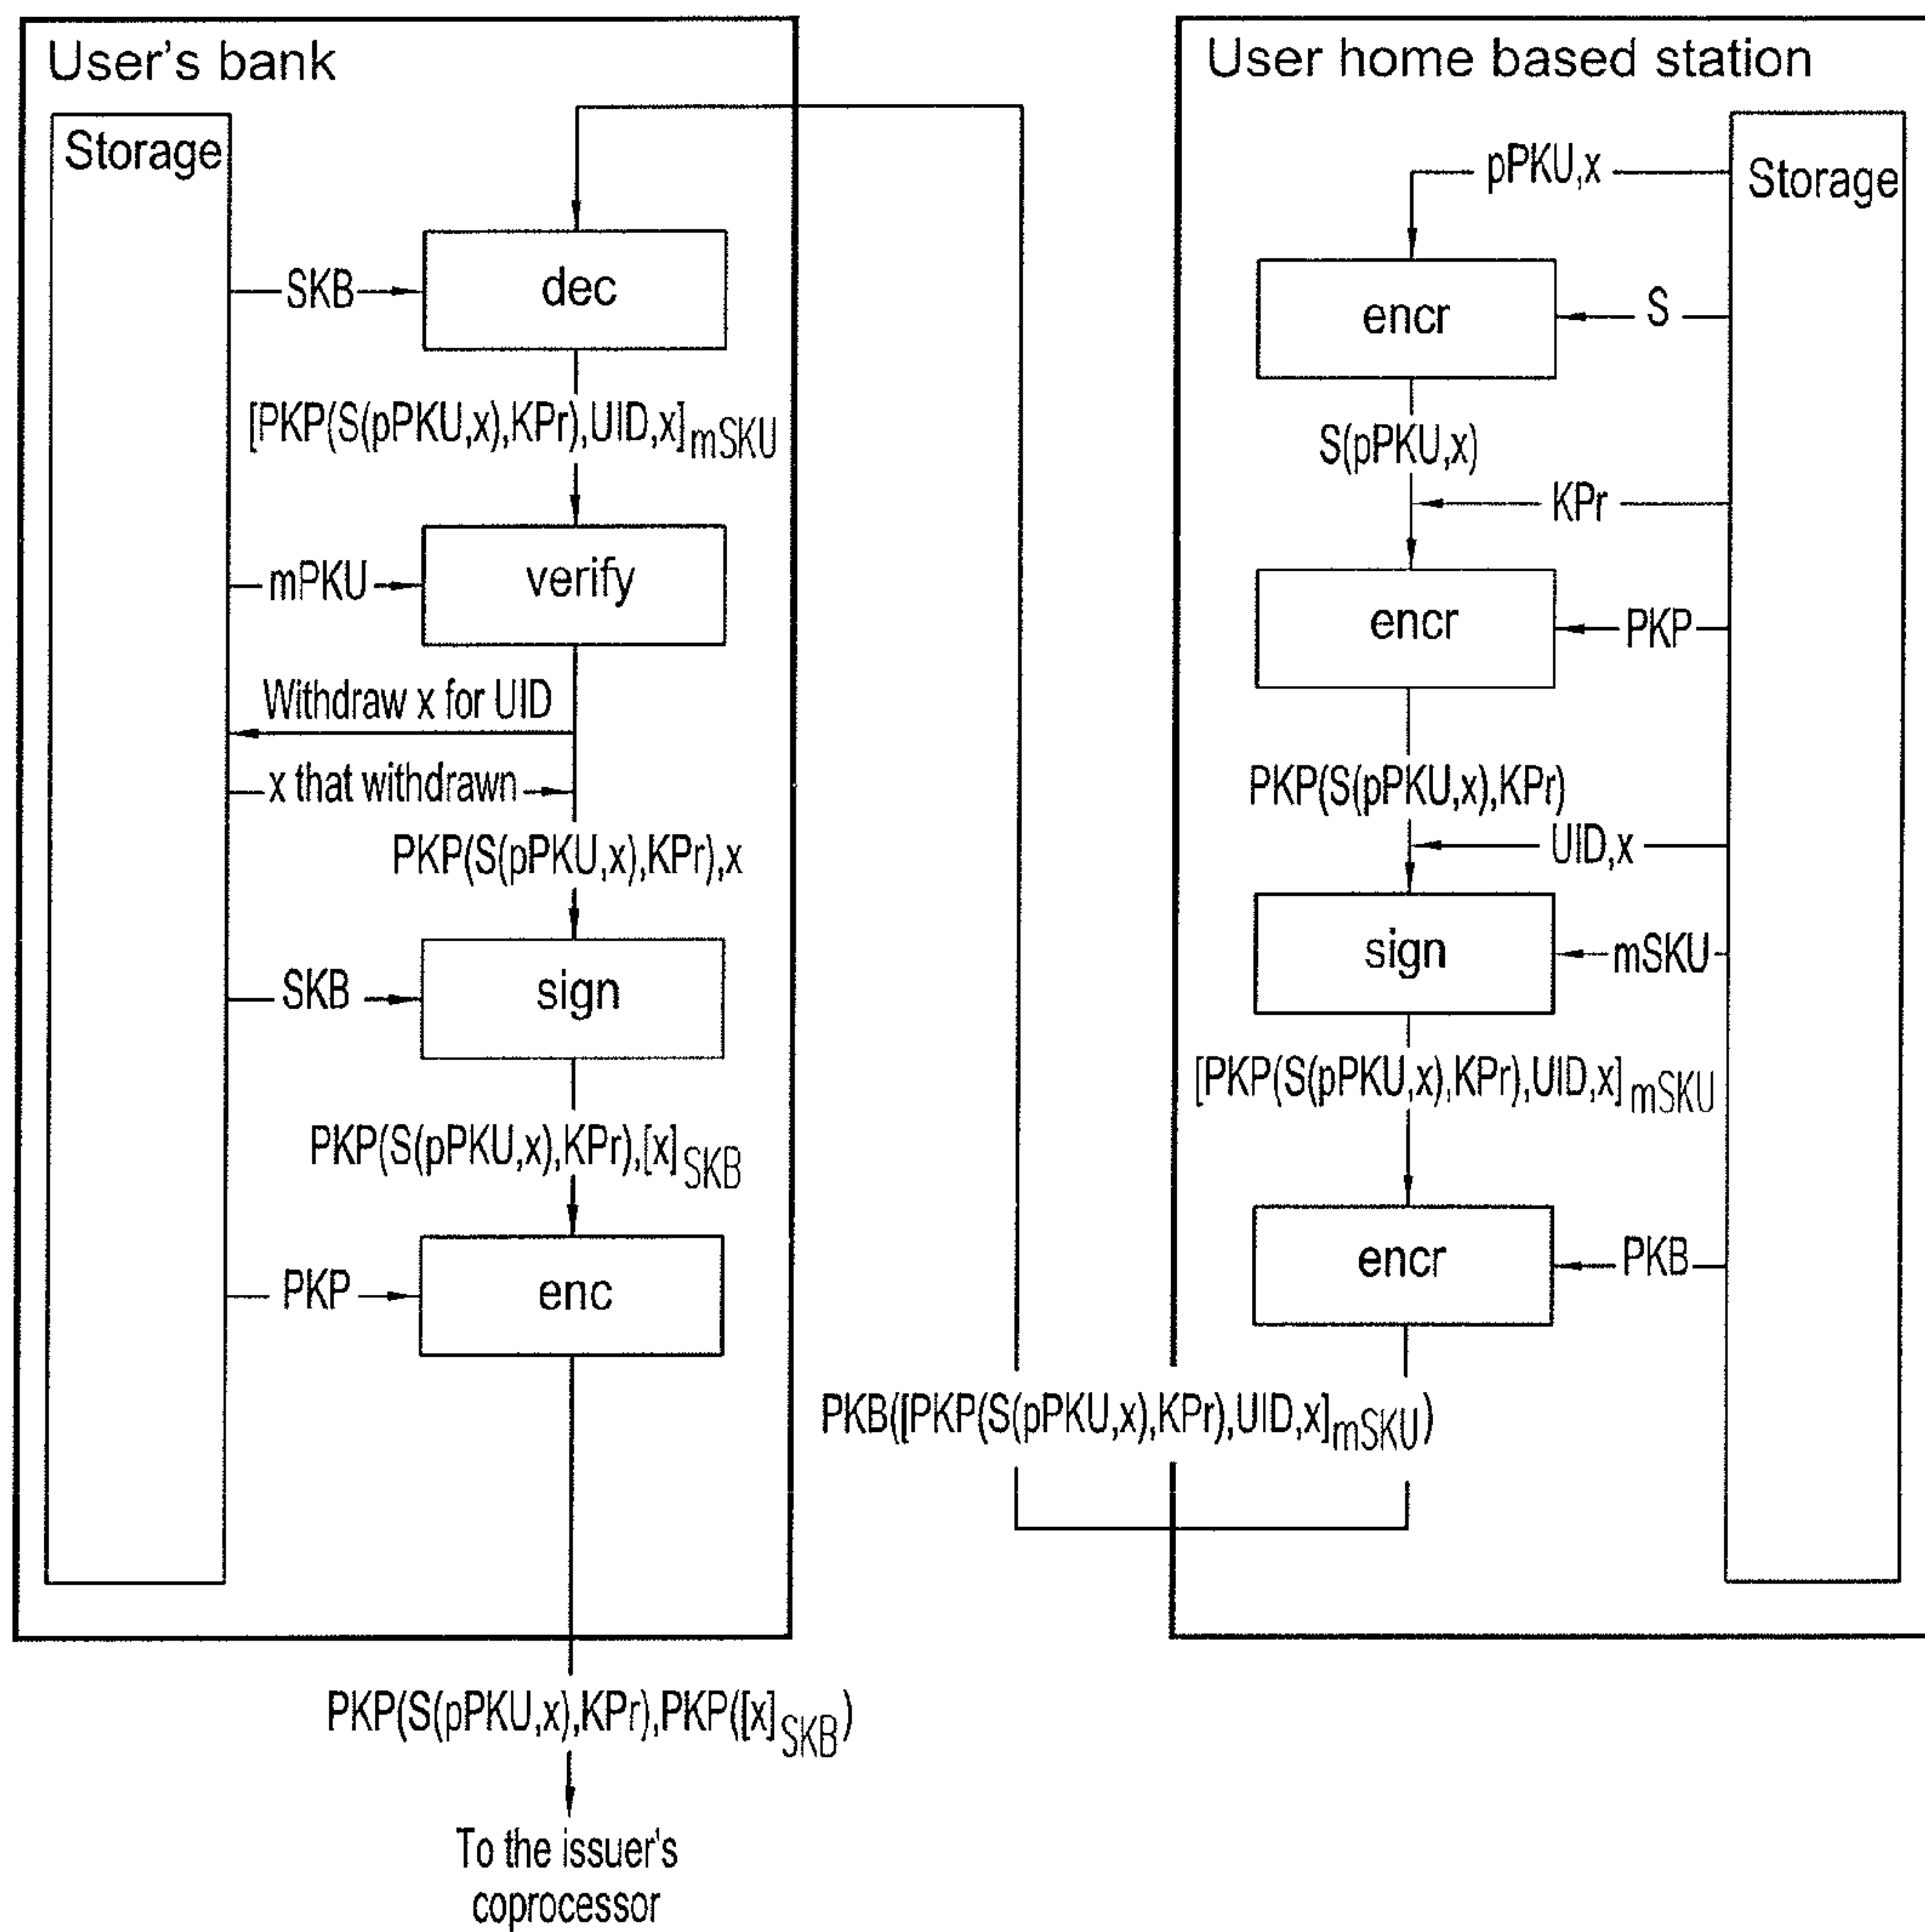 User's bank
Storage
SKB
dec
[PKP(S(pPKU,x),KPr),UID,x]mSKU
mPKU
verify
Withdraw x for UID
x that withdrawn
PKP(S(pPKU,x),KPr),x
SKB
sign
PKP(S(pPKU,x),KPr),[x]SKB
PKP
enc
PKP(S(pPKU,x),KPr),PKP([x]SKB)
To the issuer's
coprocessor
PKB([PKP(S(pPKU,x),KPr),UID,x]mSKU)
User home based station
Storage
pPKU,x
encr
S
S(pPKU,x)
KPr
encr
PKP
PKP(S(pPKU,x),KPr)
UID,x
sign
mSKU
[PKP(S(pPKU,x),KPr),UID,x]mSKU
encr
PKB